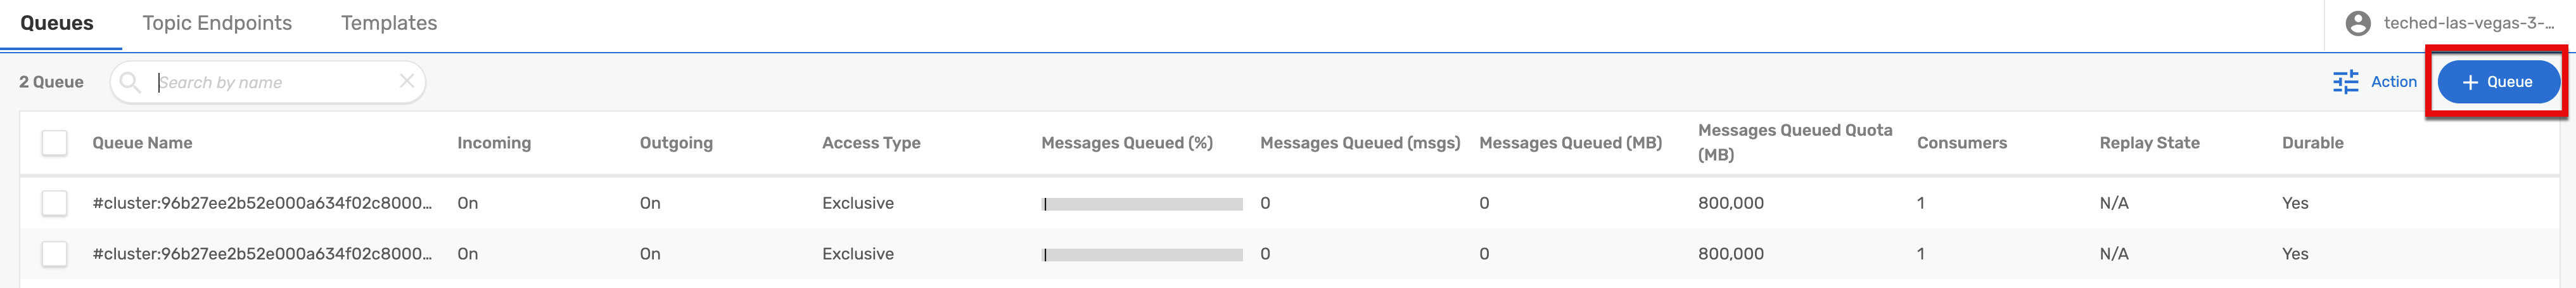 Queues Topic Endpoints Templates teched-las-vegas-3-...
2 Queue Search by name Action + Queue
Queue Name Incoming Outgoing Access Type Messages Queued (%) Messages Queued (msgs) Messages Queued (MB) Messages Queued Quota (MB) Consumers Replay State Durable
#cluster:96b27ee2b52e000a634f02c8000... On On Exclusive 0 0 800,000 1 N/A Yes
#cluster:96b27ee2b52e000a634f02c8000... On On Exclusive 0 0 800,000 1 N/A Yes